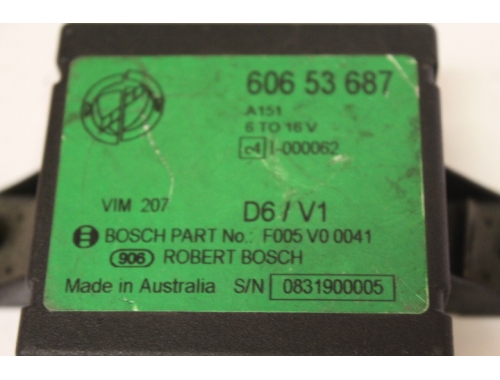 606 53 687
A151
6 TO 16 V
e4 I-000062
VIM 207 D6 / V1
BOSCH PART No.: F005 V0 0041
906 ROBERT BOSCH
Made in Australia S/N 0831900005